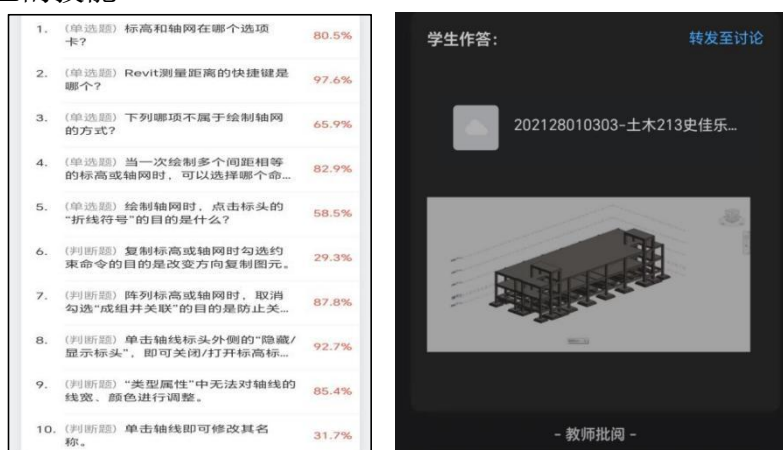 1. (单选题) 标高和轴网在哪个选项
卡?
80.5%
2. (单选题) Revit测量距离的快捷键是
哪个?
97.6%
3. (单选题) 下列哪项不属于绘制轴网
的方式?
65.9%
4. (单选题) 当一次绘制多个间距相等
的标高或轴网时，可以选择哪个命...
82.9%
5. (单选题) 绘制轴网时，点击标头的
“折线符号”的目的是什么?
58.5%
6. (判断题) 复制标高或轴网时勾选约
束命令的目的是改变方向复制图元。
29.3%
7. (判断题) 阵列标高或轴网时，取消
勾选“成组并关联”的目的是防止关...
87.8%
8. (判断题) 单击轴线标头外侧的“隐藏/
显示标头”，即可关闭/打开标高标...
92.7%
9. (判断题) “类型属性”中无法对轴线的
线宽、颜色进行调整。
85.4%
10. (判断题) 单击轴线即可修改其名
称。
31.7%
学生作答:
转发至讨论
202128010303-土木213史佳乐...
- 教师批阅 -